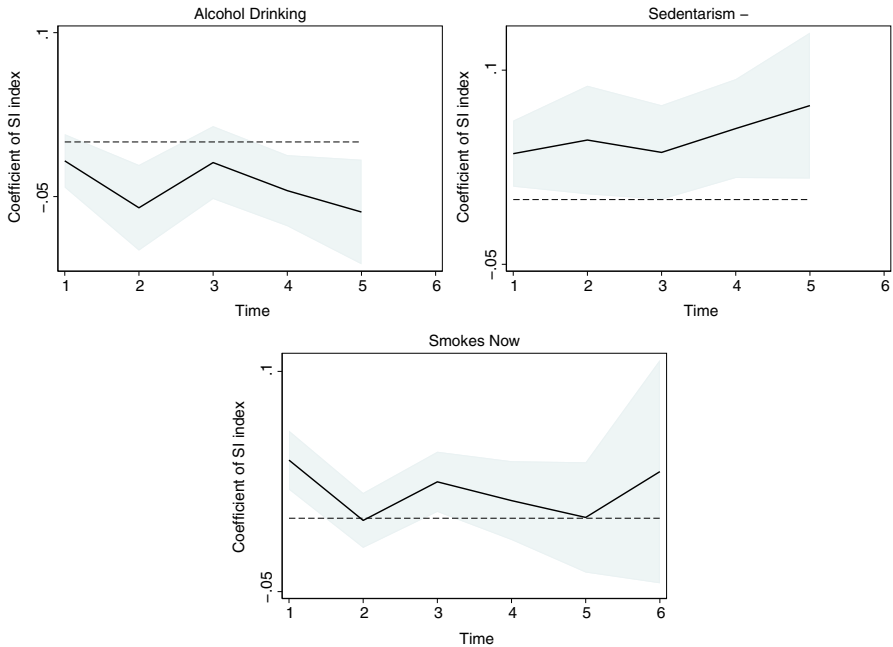 Alcohol Drinking
Coefficient of SI index
.1
-.05
1 2 3 4 5 6
Time
Sedentarism –
Coefficient of SI index
.1
-.05
1 2 3 4 5 6
Time
Smokes Now
Coefficient of SI index
.1
-.05
1 2 3 4 5 6
Time